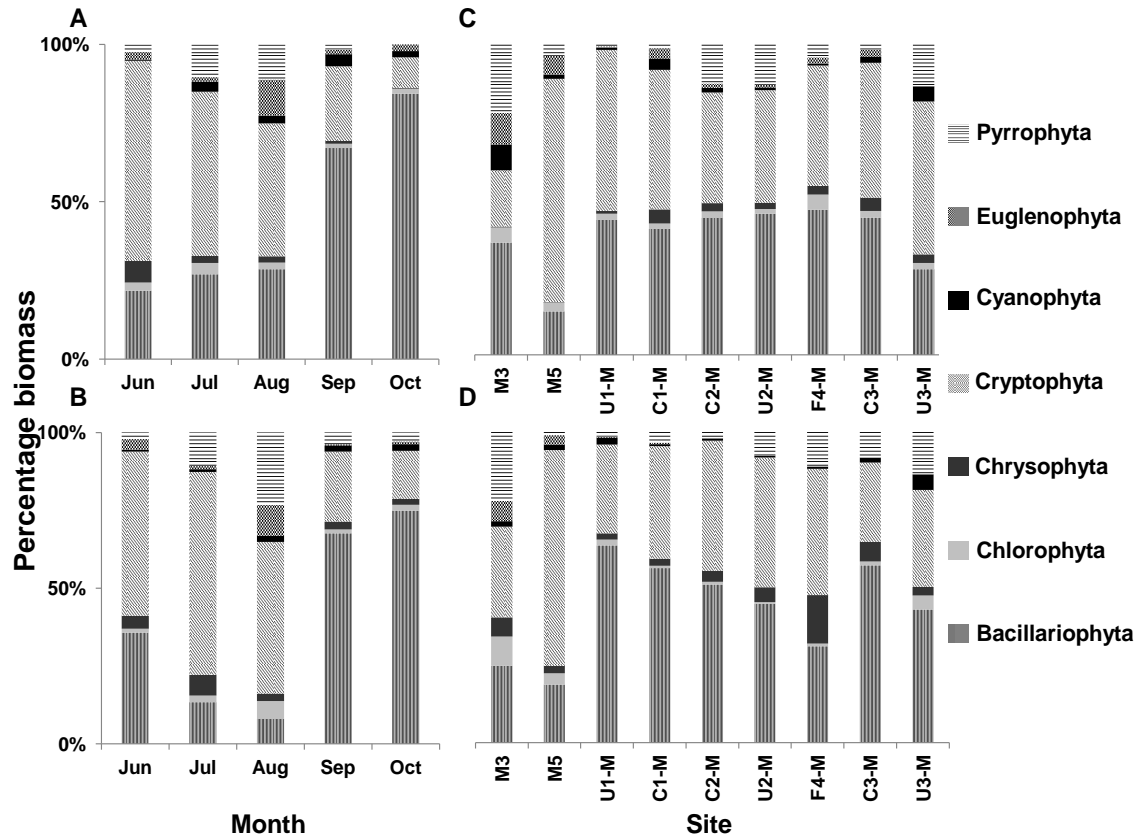 A
C
100%
50%
0%
Jun
Jul
Aug
Sep
Oct
M3
M5
U1-M
C1-M
C2-M
U2-M
F4-M
C3-M
U3-M
B
D
100%
50%
0%
Jun
Jul
Aug
Sep
Oct
M3
M5
U1-M
C1-M
C2-M
U2-M
F4-M
C3-M
U3-M
Percentage biomass
Month
Site
Pyrrophyta
Euglenophyta
Cyanophyta
Cryptophyta
Chrysophyta
Chlorophyta
Bacillariophyta